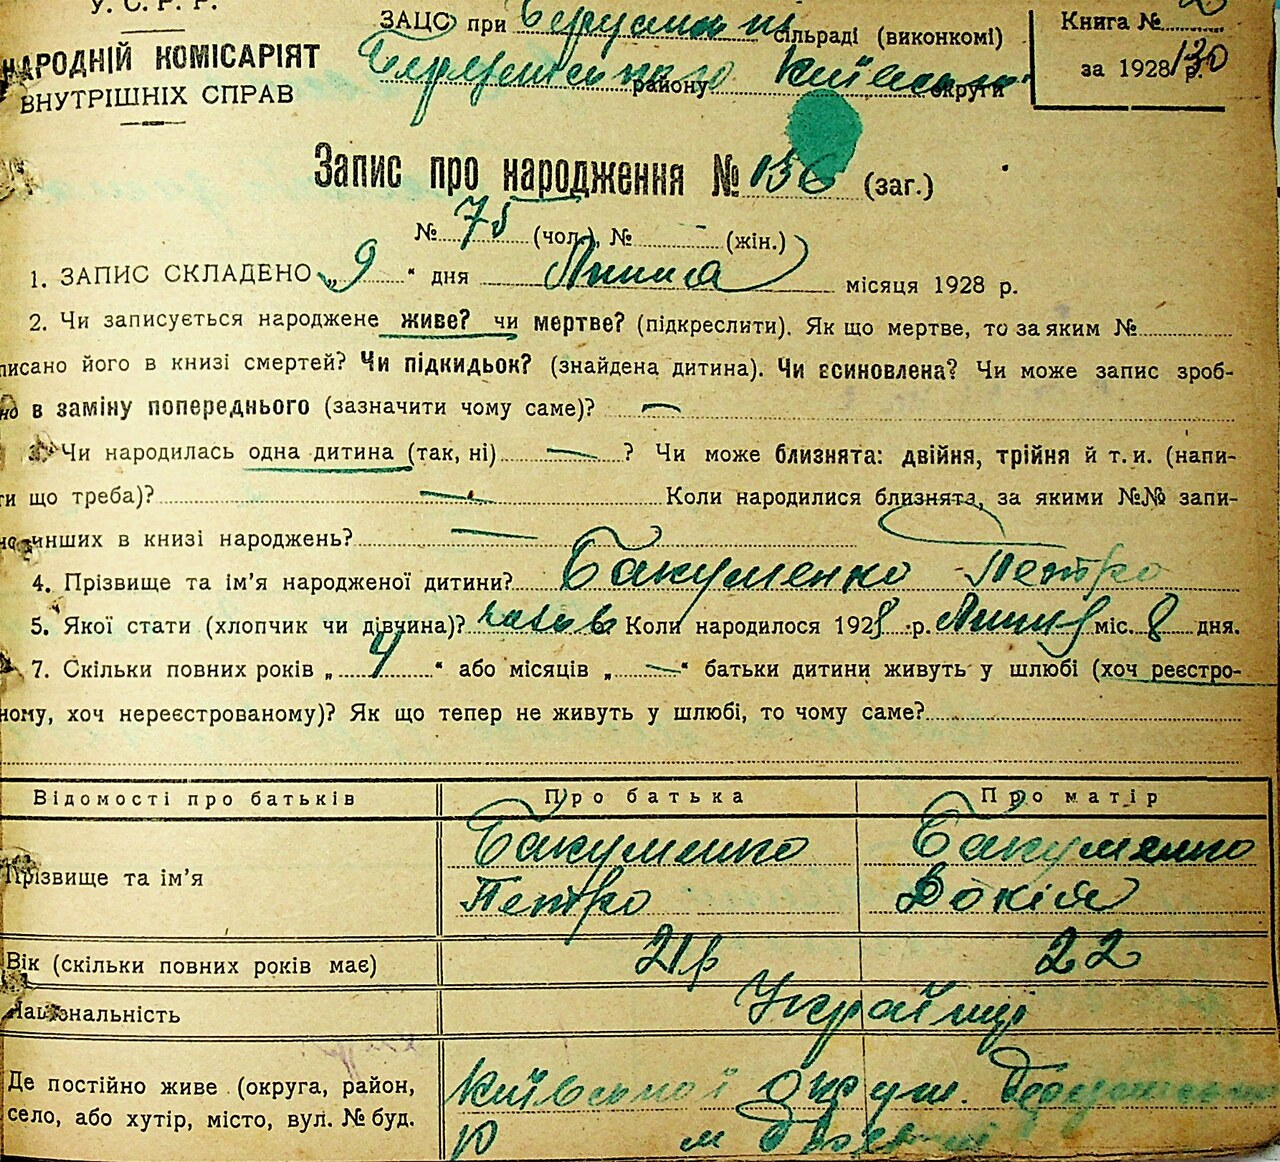 У. С. Р. Р.
НАРОДНІЙ КОМІСАРІЯТ
ВНУТРІШНІХ СПРАВ
ЗАЦС при сільраді (виконкомі)
району Київської округи
Книга № 2
за 1928/30 р.
Запис про народження № 156 (заг.)
№ 75 (чол.), № – (жін.)
1. ЗАПИС СКЛАДЕНО „9“ дня Липня місяця 1928 р.
2. Чи записується народжене живе? чи мертве? (підкреслити). Як що мертве, то за яким №
писано його в книзі смертей? Чи підкидьок? (знайдена дитина). Чи всиновлена? Чи може запис зроб-
но в заміну попереднього (зазначити чому саме)? —
3. Чи народилась одна дитина (так, ні) — ? Чи може близнята: двійня, трійня й т. и. (напи-
ти що треба)? — Коли народилися близнята, за якими №№ запи-
но инших в книзі народжень? —
4. Прізвище та ім’я народженої дитини? Бакуменко Петро
5. Якої стати (хлопчик чи дівчина)? Коли народилося 1928 р. міс. 8 дня.
7. Скільки повних років „4“ або місяців „—“ батьки дитини живуть у шлюбі (хоч реєстро-
ному, хоч нереєстрованому)? Як що тепер не живуть у шлюбі, то чому саме?
Відомості про батьків Про батька Про матір
Прізвище та ім’я Бакуменко Петро Бакуменко Докія
Вік (скільки повних років має) 21 р 22
Національність Українці
Де постійно живе (округа, район, Київської округ.
село, або хутір, місто, вул. № буд. р м